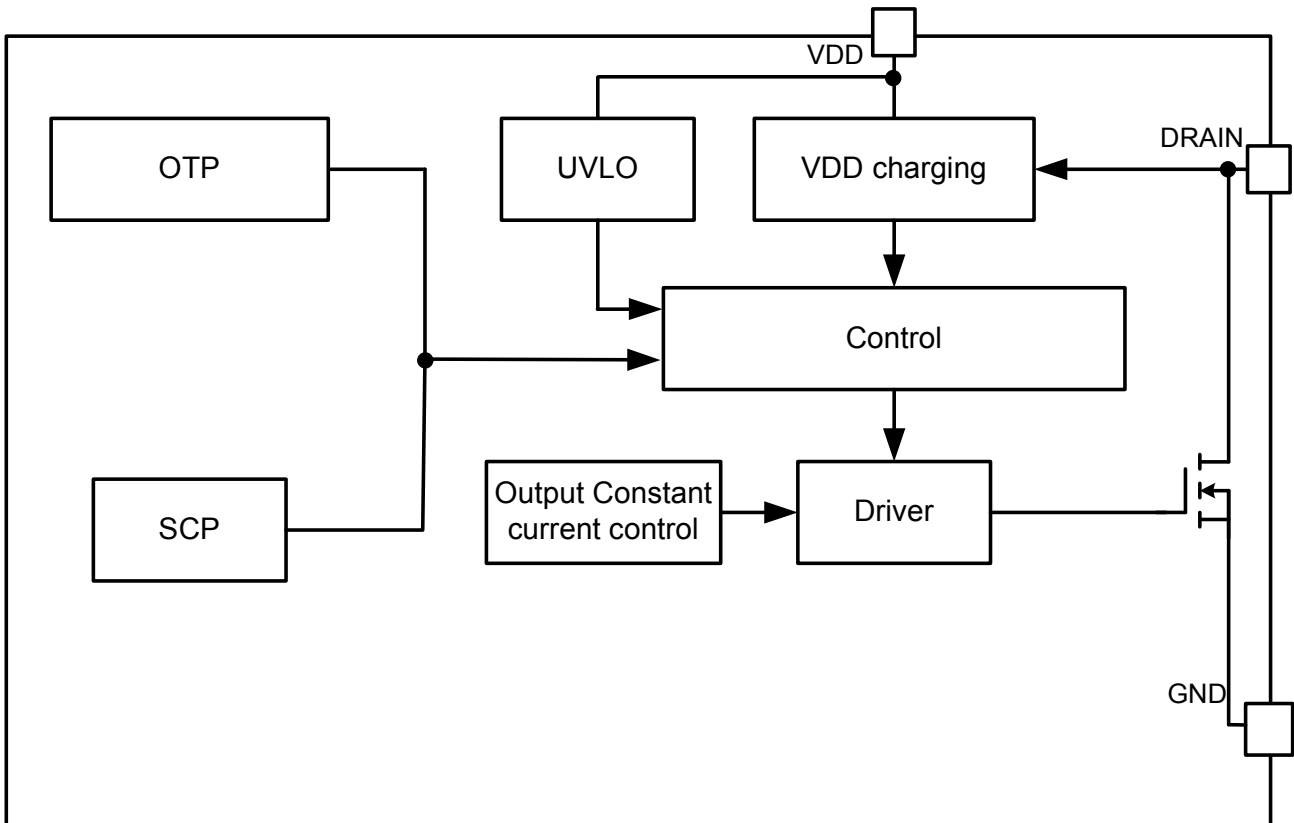 VDD
DRAIN
OTP
UVLO
VDD charging
Control
SCP
Output Constant
current control
Driver
GND